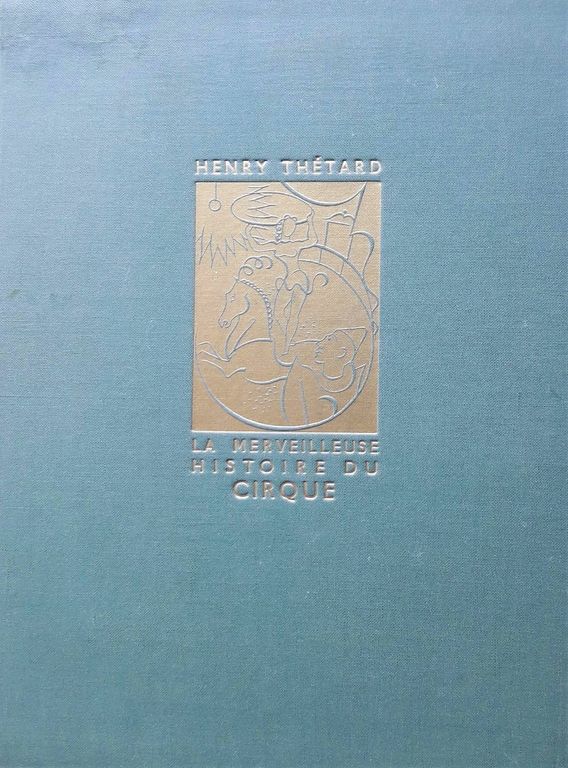 HENRY THÉTARD
LA MERVEILLEUSE
HISTOIRE DU
CIRQUE